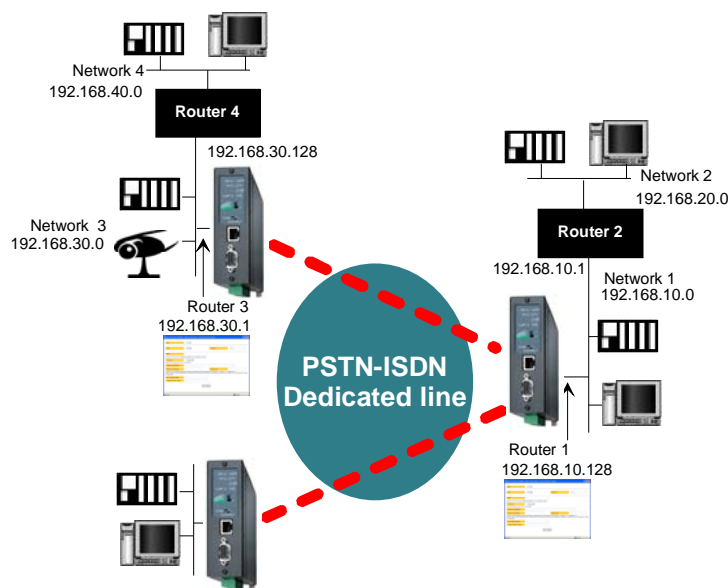 Network 4
192.168.40.0
Router 4
192.168.30.128
Network 3
192.168.30.0
Router 3
192.168.30.1
PSTN-ISDN
Dedicated line
Network 2
192.168.20.0
Router 2
192.168.10.1
Network 1
192.168.10.0
Router 1
192.168.10.128